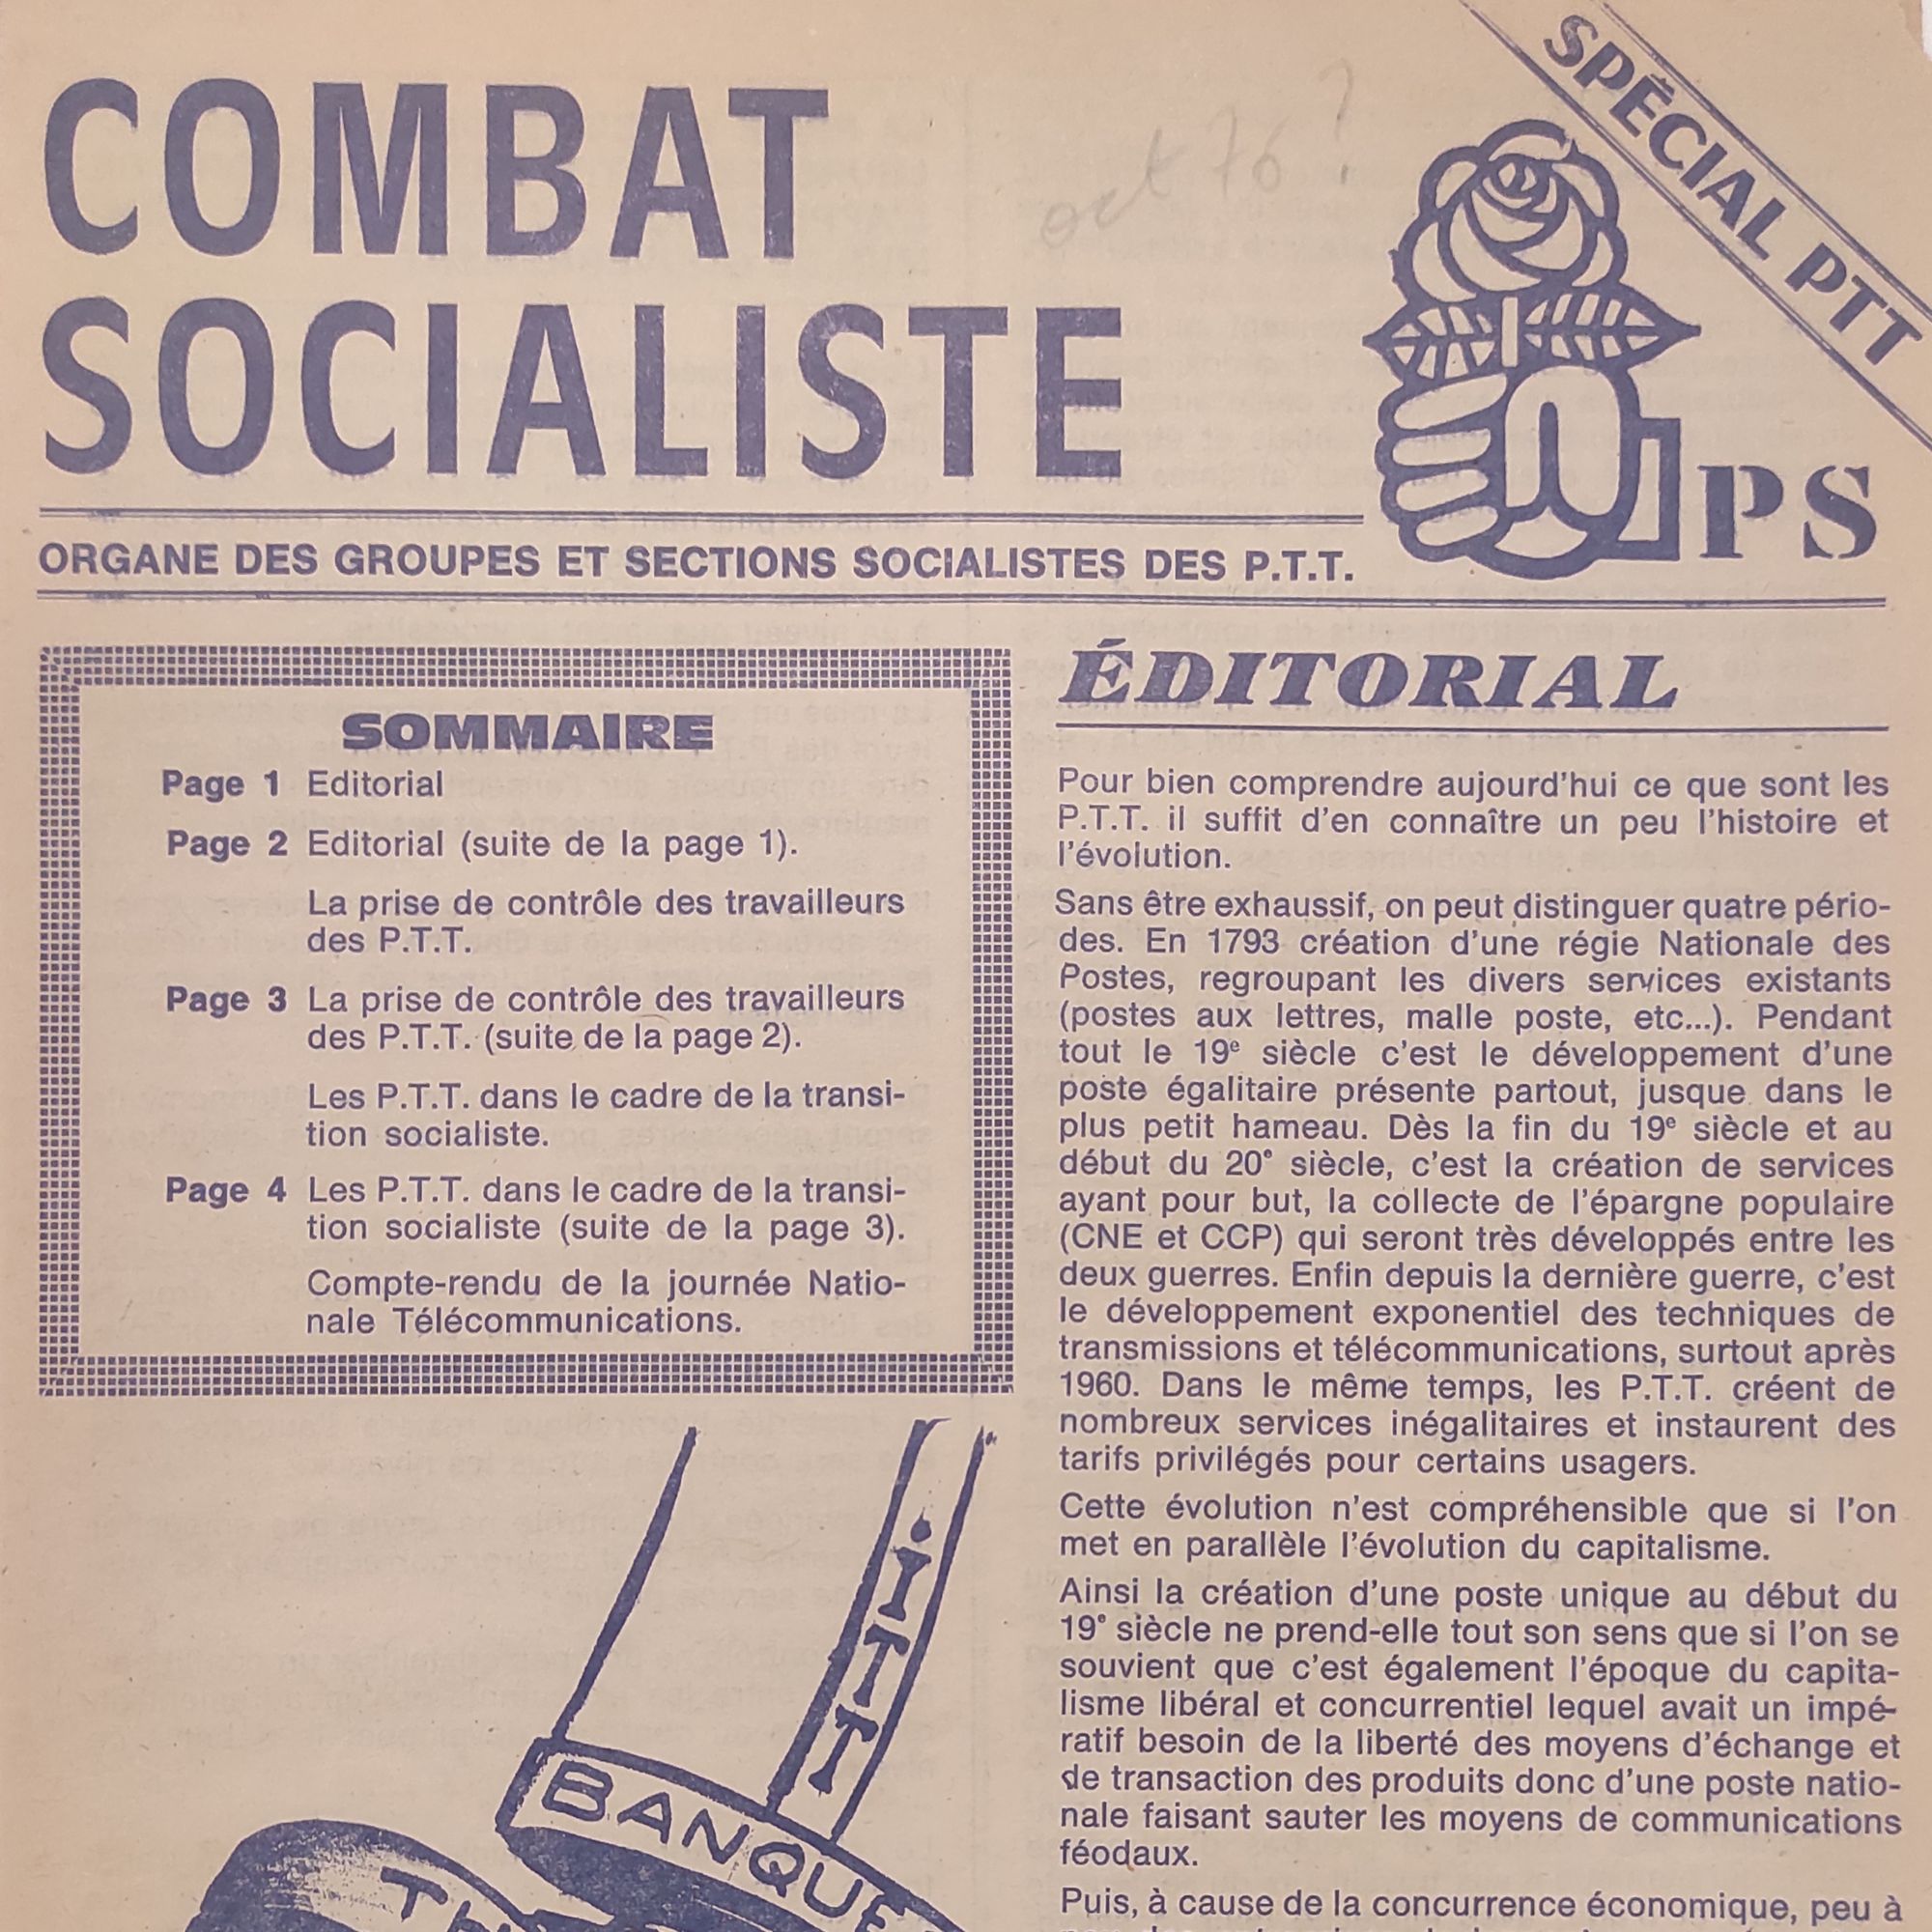 COMBAT
SOCIALISTE
oct 76 ?
SPÉCIAL PTT
PS
ORGANE DES GROUPES ET SECTIONS SOCIALISTES DES P.T.T.
SOMMAIRE
Page 1 Editorial
Page 2 Editorial (suite de la page 1).
La prise de contrôle des travailleurs
des P.T.T.
Page 3 La prise de contrôle des travailleurs
des P.T.T. (suite de la page 2).
Les P.T.T. dans le cadre de la transi-
tion socialiste.
Page 4 Les P.T.T. dans le cadre de la transi-
tion socialiste (suite de la page 3).
Compte-rendu de la journée Natio-
nale Télécommunications.
I.T.T
BANQUE
ÉDITORIAL
Pour bien comprendre aujourd'hui ce que sont les
P.T.T. il suffit d'en connaître un peu l'histoire et
l'évolution.
Sans être exhaussif, on peut distinguer quatre pério-
des. En 1793 création d'une régie Nationale des
Postes, regroupant les divers services existants
(postes aux lettres, malle poste, etc...). Pendant
tout le 19e siècle c'est le développement d'une
poste égalitaire présente partout, jusque dans le
plus petit hameau. Dès la fin du 19e siècle et au
début du 20e siècle, c'est la création de services
ayant pour but, la collecte de l'épargne populaire
(CNE et CCP) qui seront très développés entre les
deux guerres. Enfin depuis la dernière guerre, c'est
le développement exponentiel des techniques de
transmissions et télécommunications, surtout après
1960. Dans le même temps, les P.T.T. créent de
nombreux services inégalitaires et instaurent des
tarifs privilégés pour certains usagers.
Cette évolution n'est compréhensible que si l'on
met en parallèle l'évolution du capitalisme.
Ainsi la création d'une poste unique au début du
19e siècle ne prend-elle tout son sens que si l'on se
souvient que c'est également l'époque du capita-
lisme libéral et concurrentiel lequel avait un impé-
ratif besoin de la liberté des moyens d'échange et
de transaction des produits donc d'une poste natio-
nale faisant sauter les moyens de communications
féodaux.
Puis, à cause de la concurrence économique, peu à